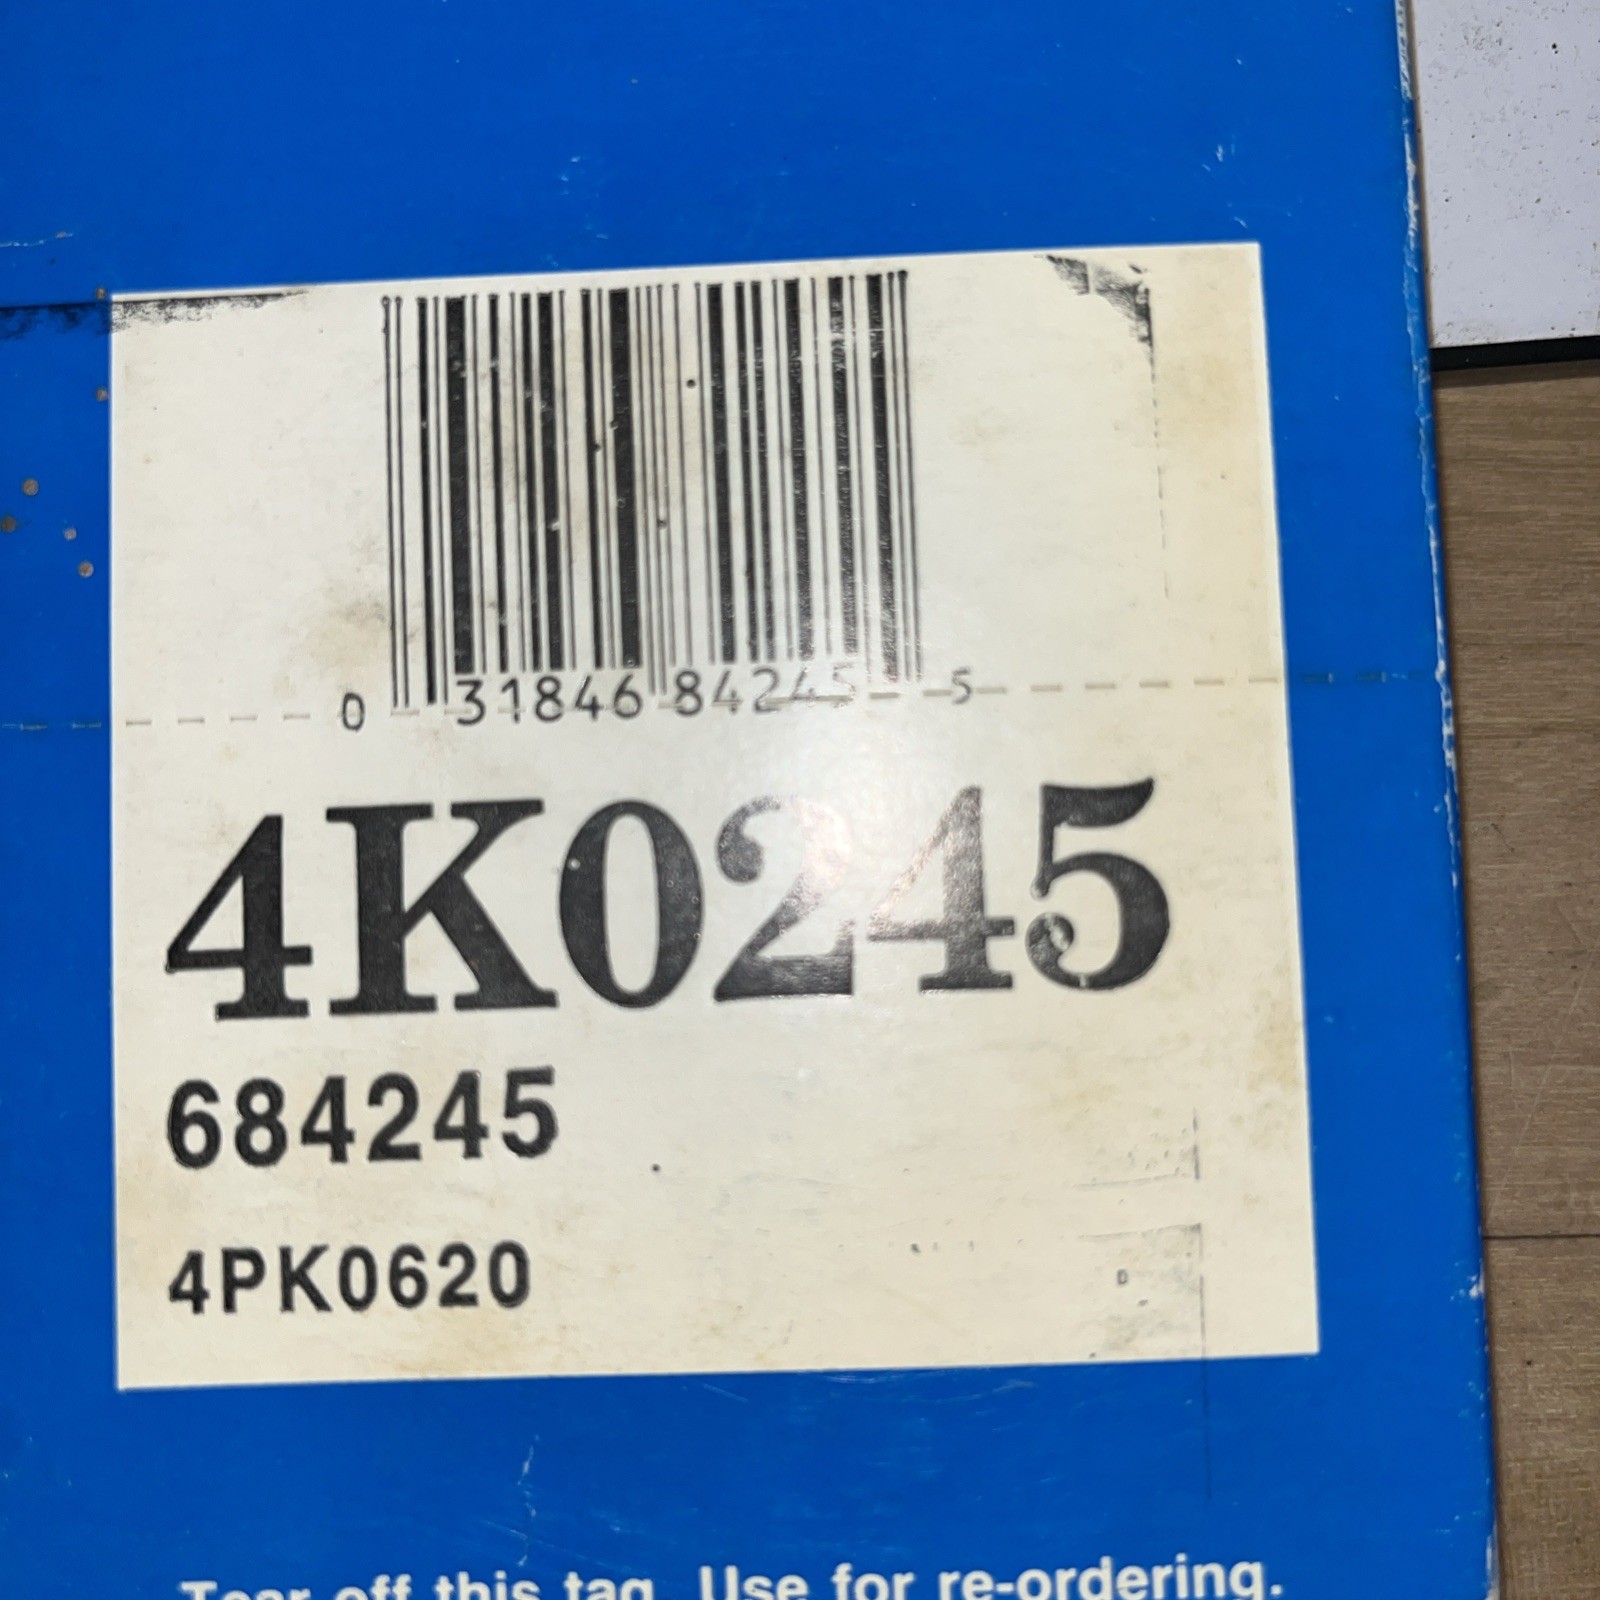 0 31846 84245 5
4K0245
684245
4PK0620
D
Tear off this tag. Use for re-ordering.